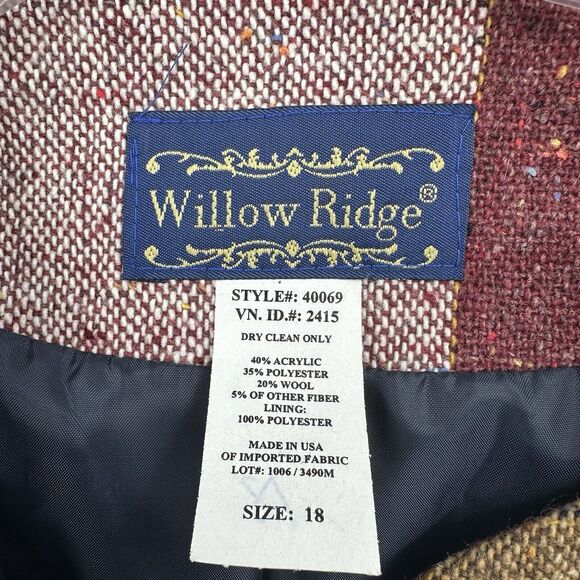 Willow Ridge®
STYLE#: 40069
VN. ID.#: 2415
DRY CLEAN ONLY
40% ACRYLIC
35% POLYESTER
20% WOOL
5% OF OTHER FIBER
LINING:
100% POLYESTER
MADE IN USA
OF IMPORTED FABRIC
LOT#: 1006 / 3490M
SIZE: 18